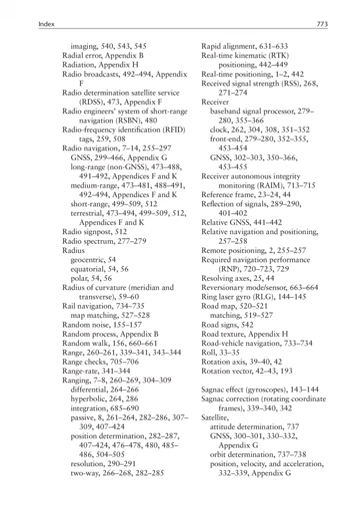 Index 773
imaging, 540, 543, 545
Radial error, Appendix B
Radiation, Appendix H
Radio broadcasts, 492–494, Appendix
F
Radio determination satellite service
(RDSS), 473, Appendix F
Radio engineers' system of short-range
navigation (RSBN), 480
Radio-frequency identification (RFID)
tags, 259, 508
Radio navigation, 7–14, 255–297
GNSS, 299–466, Appendix G
long-range (non-GNSS), 473–488,
491–492, Appendices F and K
medium-range, 473–481, 488–491,
492–494, Appendices F and K
short-range, 499–509, 512
terrestrial, 473–494, 499–509, 512,
Appendices F and K
Radio signpost, 512
Radio spectrum, 277–279
Radius
geocentric, 54
equatorial, 54, 56
polar, 54, 56
Radius of curvature (meridian and
transverse), 59–60
Rail navigation, 734–735
map matching, 527–528
Random noise, 155–157
Random process, Appendix B
Random walk, 156, 660–661
Range, 260–261, 339–341, 343–344
Range checks, 705–706
Range-rate, 341–344
Ranging, 7–8, 260–269, 304–309
differential, 264–266
hyperbolic, 264, 286
integration, 685–690
passive, 8, 261–264, 282–286, 307–
309, 407–424
position determination, 282–287,
407–424, 476–478, 480, 485–
486, 504–505
resolution, 290–291
two-way, 266–268, 282–285
Rapid alignment, 631–633
Real-time kinematic (RTK)
positioning, 442–449
Real-time positioning, 1–2, 442
Received signal strength (RSS), 268,
271–274
Receiver
baseband signal processor, 279–
280, 355–366
clock, 262, 304, 308, 351–352
front-end, 279–280, 352–355,
453–454
GNSS, 302–303, 350–366,
453–455
Receiver autonomous integrity
monitoring (RAIM), 713–715
Reference frame, 23–24, 44
Reflection of signals, 289–290,
401–402
Relative GNSS, 441–442
Relative navigation and positioning,
257–258
Remote positioning, 2, 255–257
Required navigation performance
(RNP), 720–723, 729
Resolving axes, 25, 44
Reversionary mode/sensor, 663–664
Ring laser gyro (RLG), 144–145
Road map, 520–521
matching, 519–527
Road signs, 542
Road texture, Appendix H
Road-vehicle navigation, 733–734
Roll, 33–35
Rotation axis, 39–40, 42
Rotation vector, 42–43, 193
Sagnac effect (gyroscopes), 143–144
Sagnac correction (rotating coordinate
frames), 339–340, 342
Satellite,
attitude determination, 737
GNSS, 300–301, 330–332,
Appendix G
orbit determination, 737–738
position, velocity, and acceleration,
332–339, Appendix G